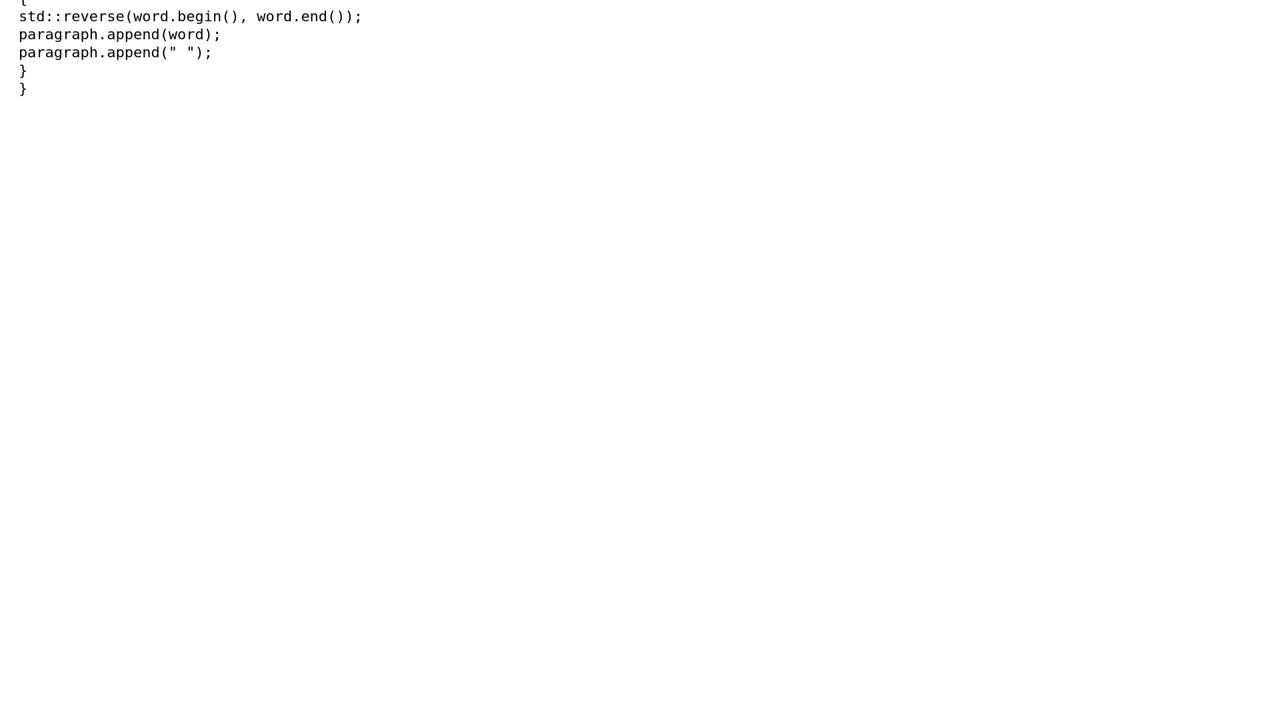 {
std::reverse(word.begin(), word.end());
paragraph.append(word);
paragraph.append(" ");
}
}